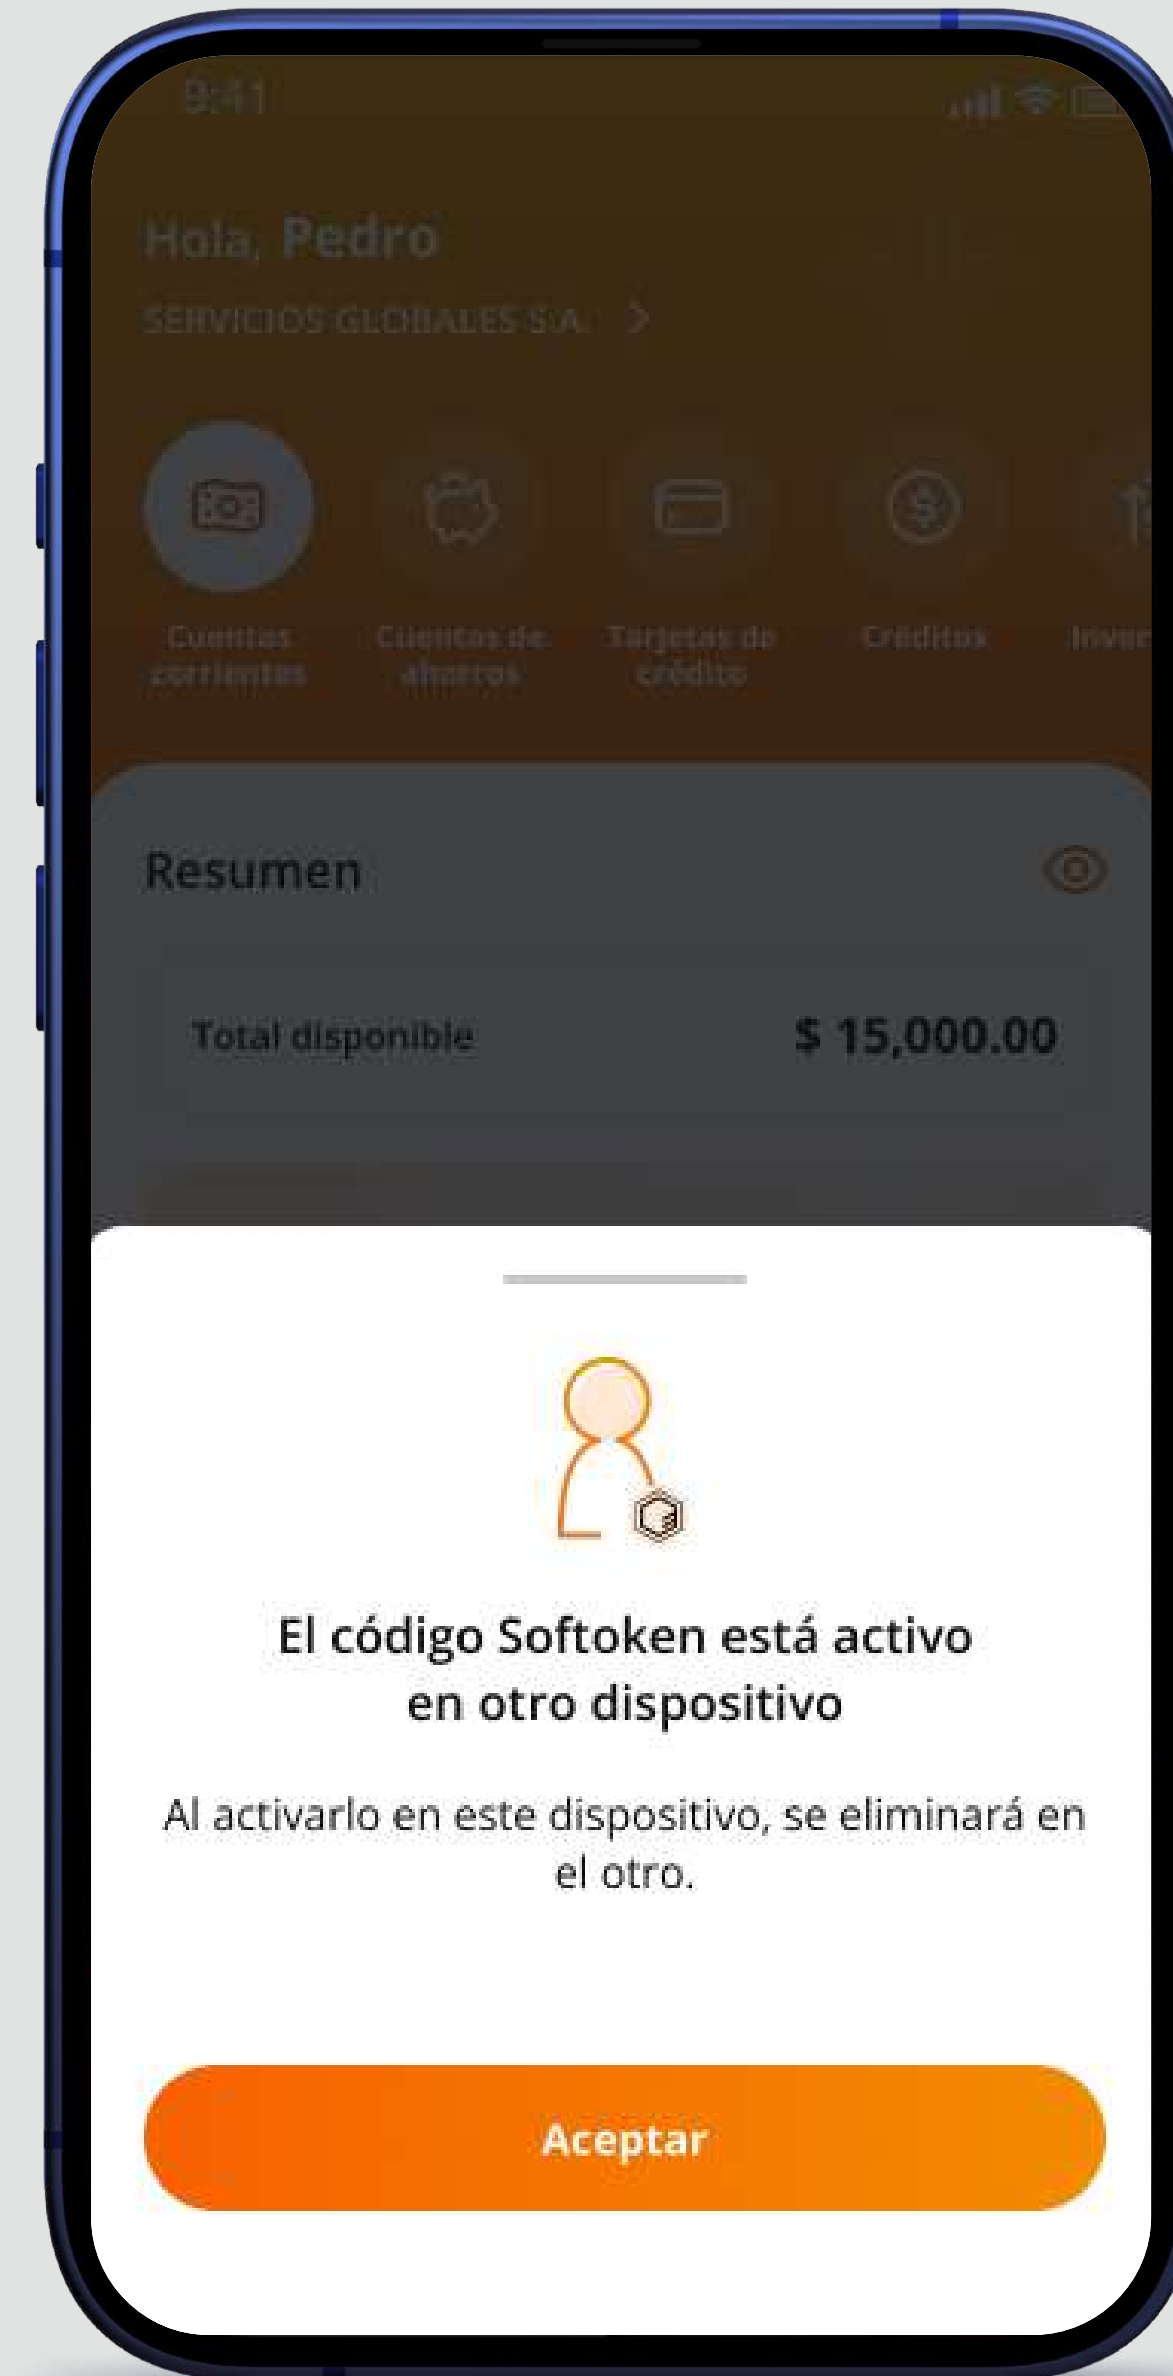 9:41
Hola, Pedro
SERVICIOS GLOBALES S.A.
Cuentas corrientes
Cuentas de ahorros
Tarjetas de crédito
Créditos
Inver
Resumen
Total disponible $ 15,000.00
El código Softoken está activo
en otro dispositivo
Al activarlo en este dispositivo, se eliminará en
el otro.
Aceptar